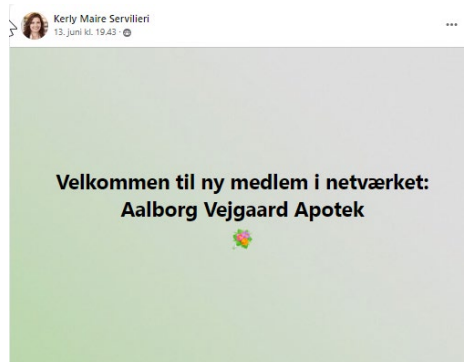 Kerly Maire Servilieri
13. juni kl. 19.43 ·
Velkommen til ny medlem i netværket:
Aalborg Vejgaard Apotek